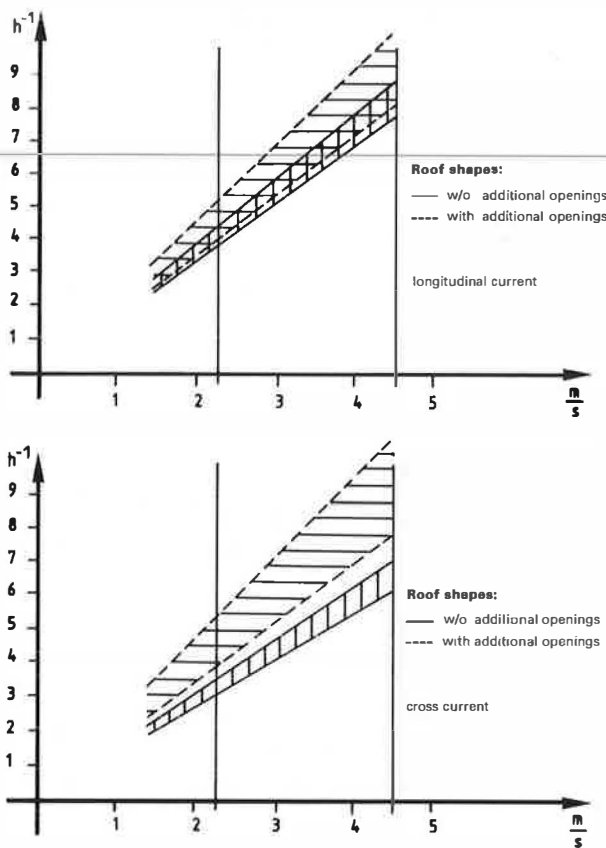 h⁻¹
9
8
7
6
5
4
3
2
1
1 2 3 4 5 m/s
Roof shapes:
w/o additional openings
with additional openings
longitudinal current
h⁻¹
9
8
7
6
5
4
3
2
1
1 2 3 4 5 m/s
Roof shapes:
w/o additional openings
with additional openings
cross current